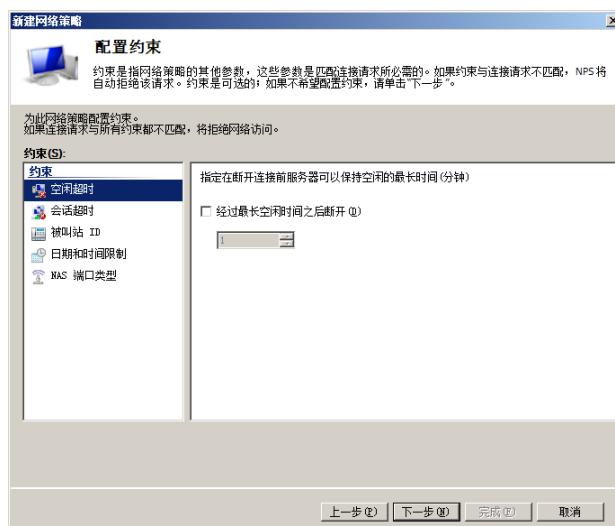 新建网络策略
配置约束
约束是指网络策略的其他参数，这些参数是匹配连接请求所必需的。如果约束与连接请求不匹配，NPS将
自动拒绝该请求。约束是可选的；如果不希望配置约束，请单击“下一步”。
为此网络策略配置约束。
如果连接请求与所有约束都不匹配，将拒绝网络访问。
约束(S):
约束
空闲超时
会话超时
被叫站 ID
日期和时间限制
NAS 端口类型
指定在断开连接前服务器可以保持空闲的最长时间(分钟)
经过最长空闲时间之后断开(D)
1
上一步(P)
下一步(N)
完成(F)
取消